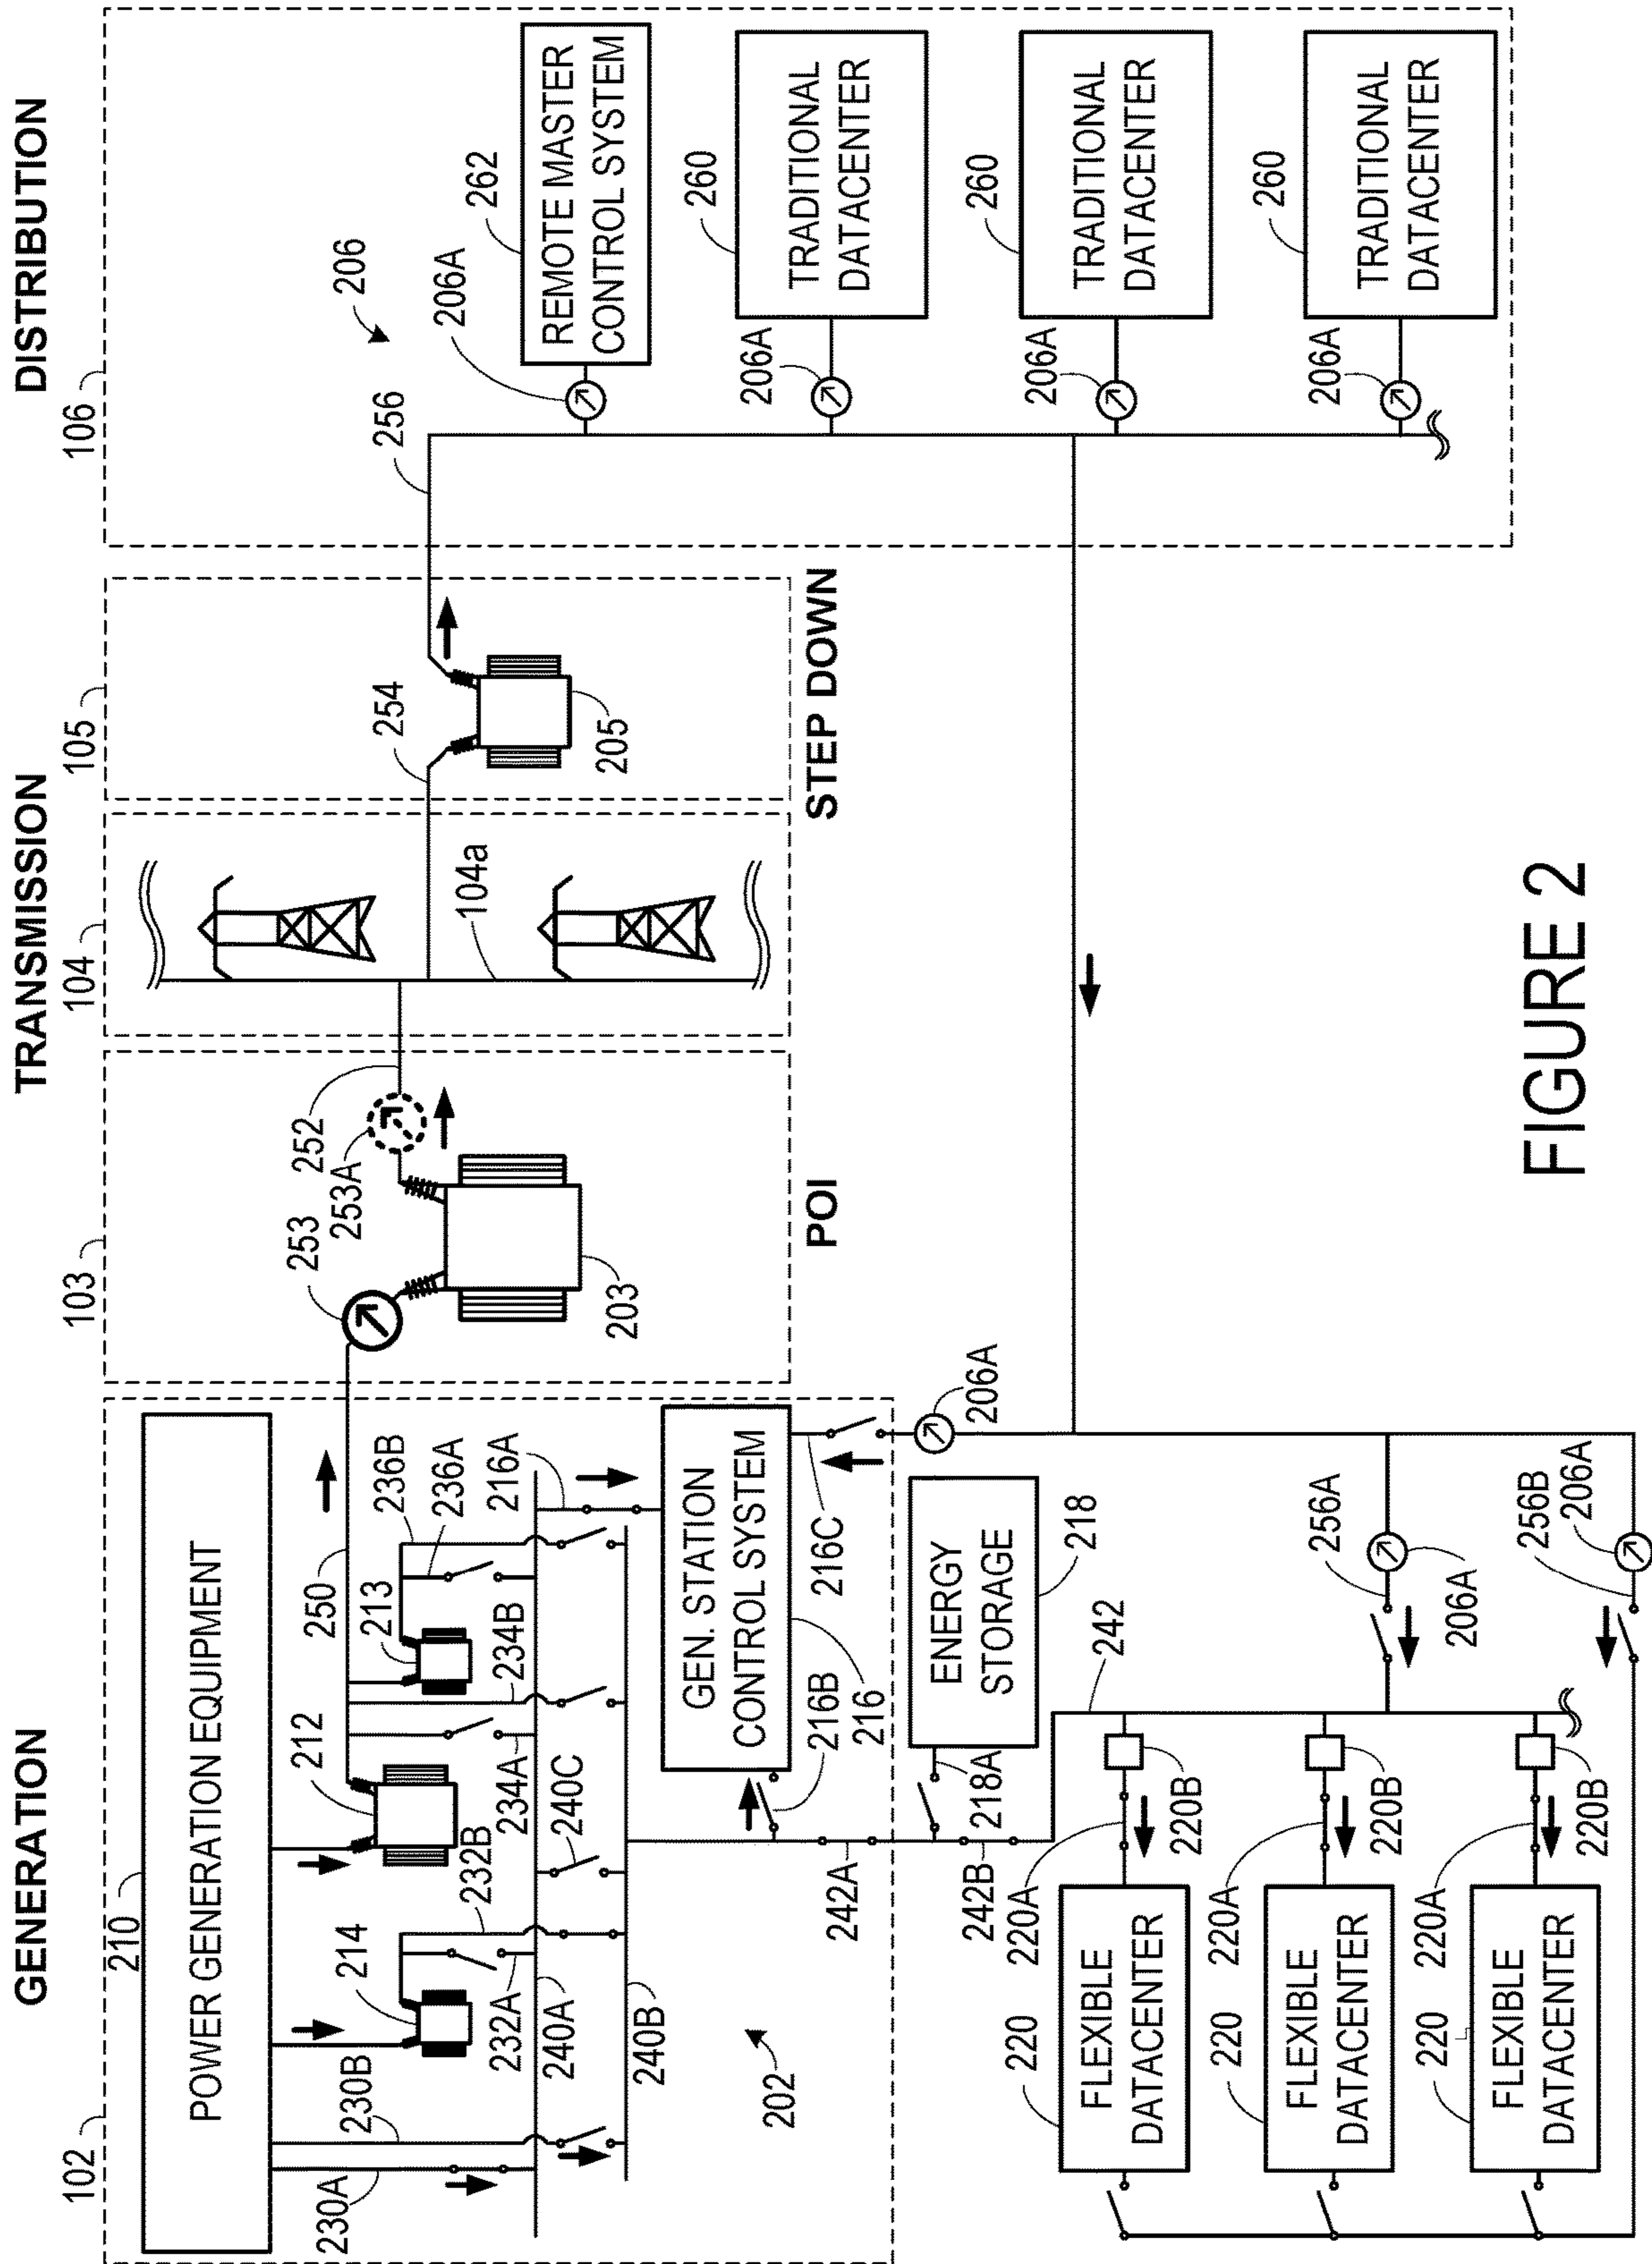 GENERATION
TRANSMISSION
DISTRIBUTION
102
210
POWER GENERATION EQUIPMENT
230A
230B
214
212
213
250
232A
232B
234A
234B
236A
236B
240A
240B
240C
202
216A
GEN. STATION
CONTROL SYSTEM
216B
216
216C
206A
242A
242B
218A
ENERGY
STORAGE
218
242
103
253
253A
252
203
POI
104
104a
105
254
205
STEP DOWN
106
256
206
206A
262
REMOTE MASTER
CONTROL SYSTEM
206A
260
TRADITIONAL
DATACENTER
206A
260
TRADITIONAL
DATACENTER
206A
260
TRADITIONAL
DATACENTER
256A
206A
256B
206A
220
FLEXIBLE
DATACENTER
220A
220B
220
FLEXIBLE
DATACENTER
220A
220B
220
FLEXIBLE
DATACENTER
220A
220B
FIGURE 2